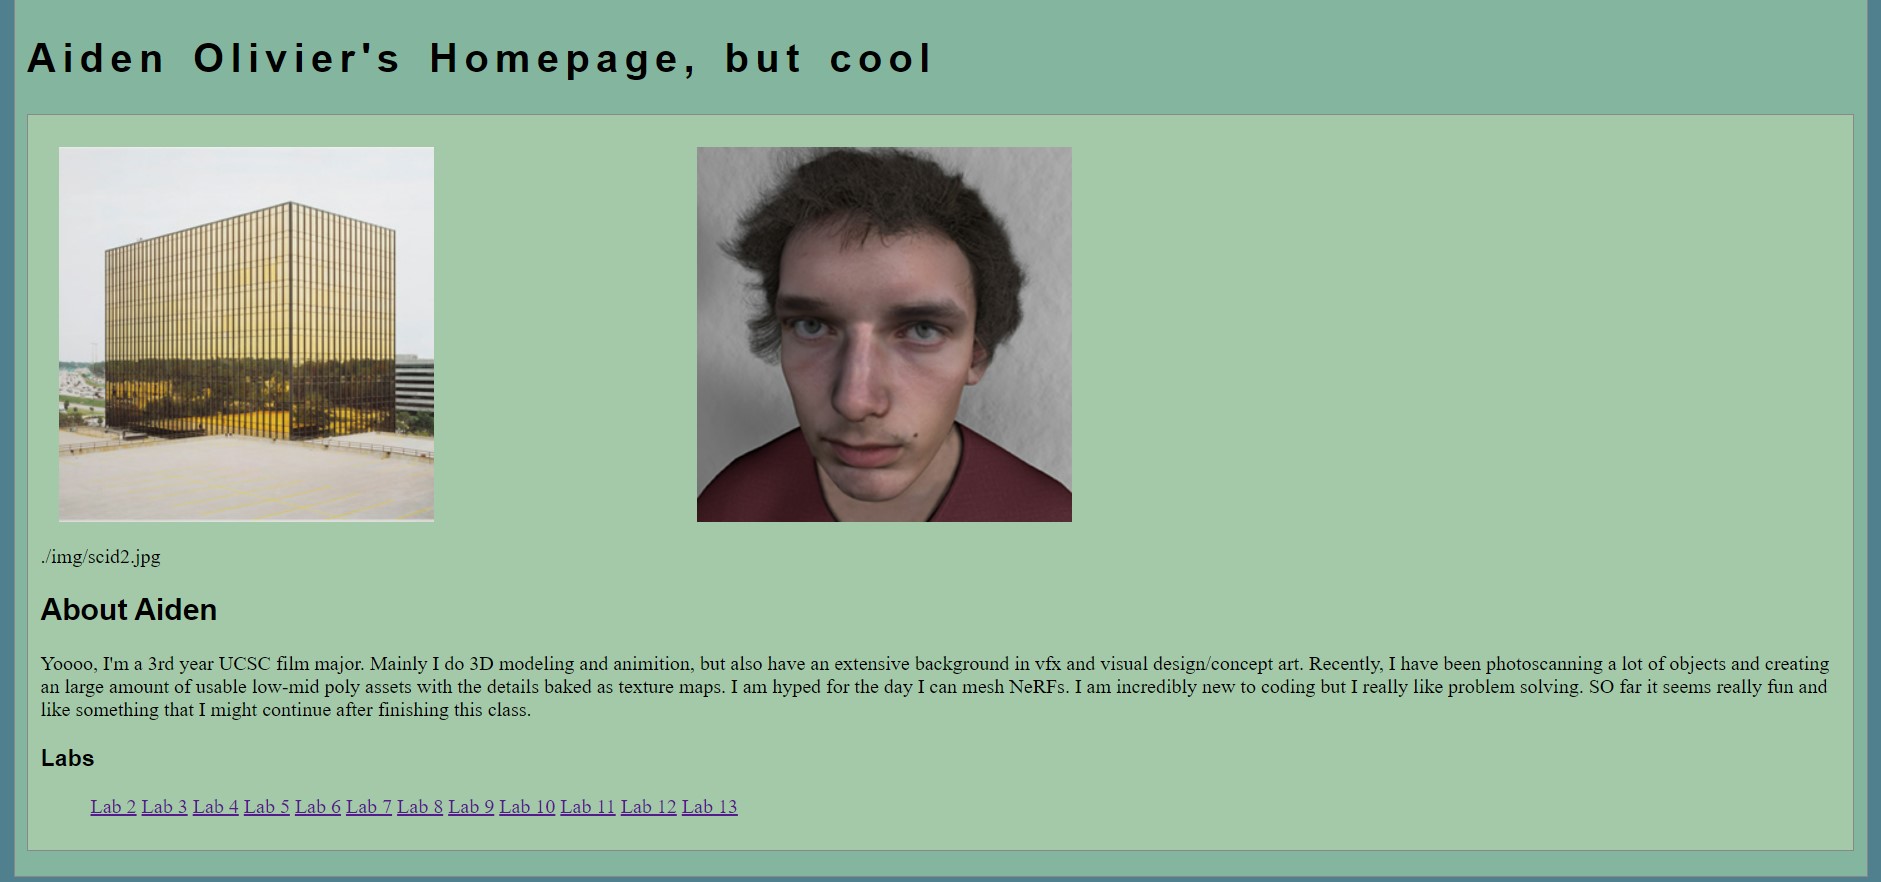 Aiden Olivier's Homepage, but cool
./img/scid2.jpg
About Aiden
Yoooo, I'm a 3rd year UCSC film major. Mainly I do 3D modeling and animition, but also have an extensive background in vfx and visual design/concept art. Recently, I have been photoscanning a lot of objects and creating
an large amount of usable low-mid poly assets with the details baked as texture maps. I am hyped for the day I can mesh NeRFs. I am incredibly new to coding but I really like problem solving. SO far it seems really fun and
like something that I might continue after finishing this class.
Labs
Lab 2 Lab 3 Lab 4 Lab 5 Lab 6 Lab 7 Lab 8 Lab 9 Lab 10 Lab 11 Lab 12 Lab 13